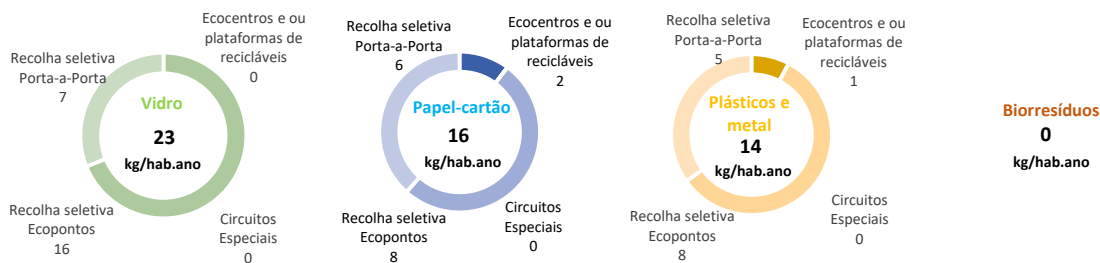 Ecocentros e ou
plataformas de
recicláveis
0
Recolha seletiva
Porta-a-Porta
7
Vidro
23
kg/hab.ano
Recolha seletiva
Ecopontos
16
Circuitos
Especiais
0
Ecocentros e ou
plataformas de
recicláveis
2
Recolha seletiva
Porta-a-Porta
6
Papel-cartão
16
kg/hab.ano
Recolha seletiva
Ecopontos
8
Circuitos
Especiais
0
Ecocentros e ou
plataformas de
recicláveis
1
Recolha seletiva
Porta-a-Porta
5
Plásticos e
metal
14
kg/hab.ano
Recolha seletiva
Ecopontos
8
Circuitos
Especiais
0
Biorresíduos
0
kg/hab.ano